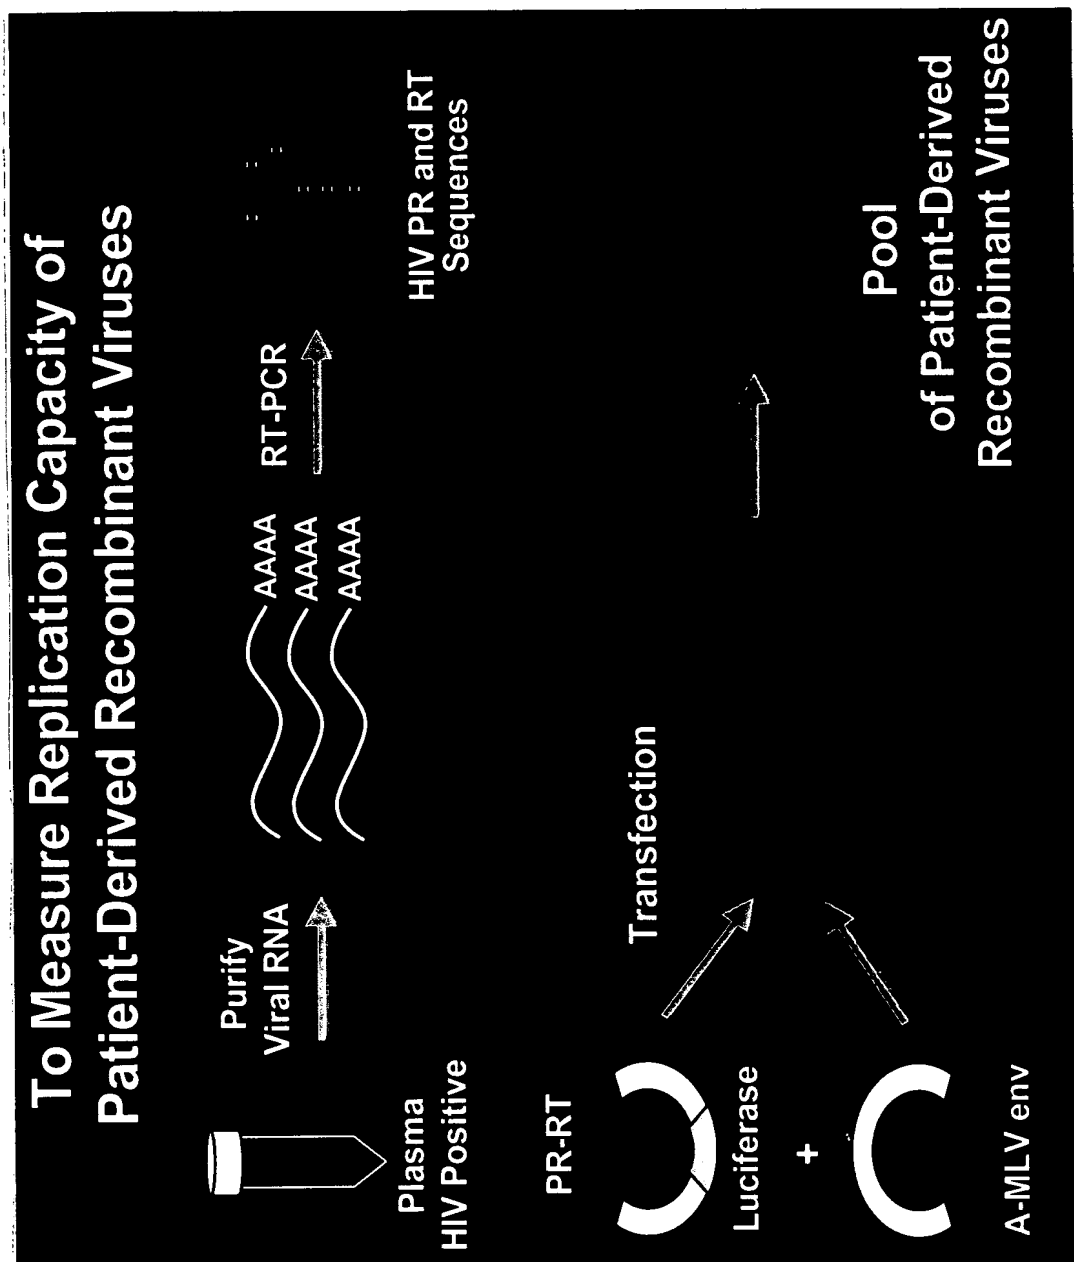 To Measure Replication Capacity of
Patient-Derived Recombinant Viruses
Plasma
HIV Positive
Purify
Viral RNA
AAAA
AAAA
AAAA
RT-PCR
HIV PR and RT
Sequences
PR-RT
Luciferase
+
A-MLV env
Transfection
Pool
of Patient-Derived
Recombinant Viruses